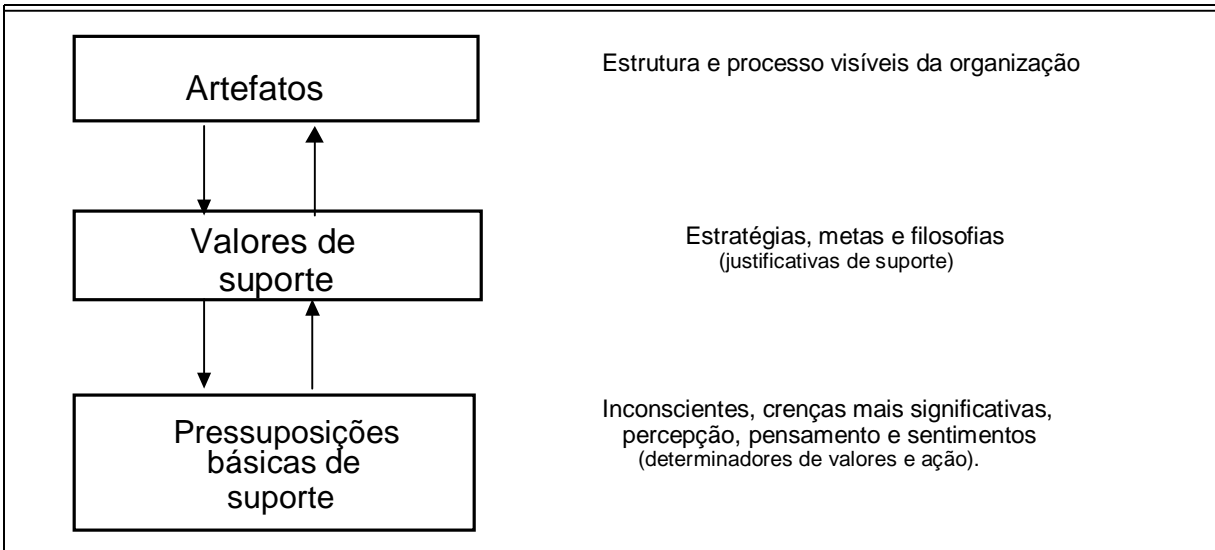 Artefatos
Estrutura e processo visíveis da organização
Valores de
suporte
Estratégias, metas e filosofias
(justificativas de suporte)
Pressuposições
básicas de
suporte
Inconscientes, crenças mais significativas,
percepção, pensamento e sentimentos
(determinadores de valores e ação).